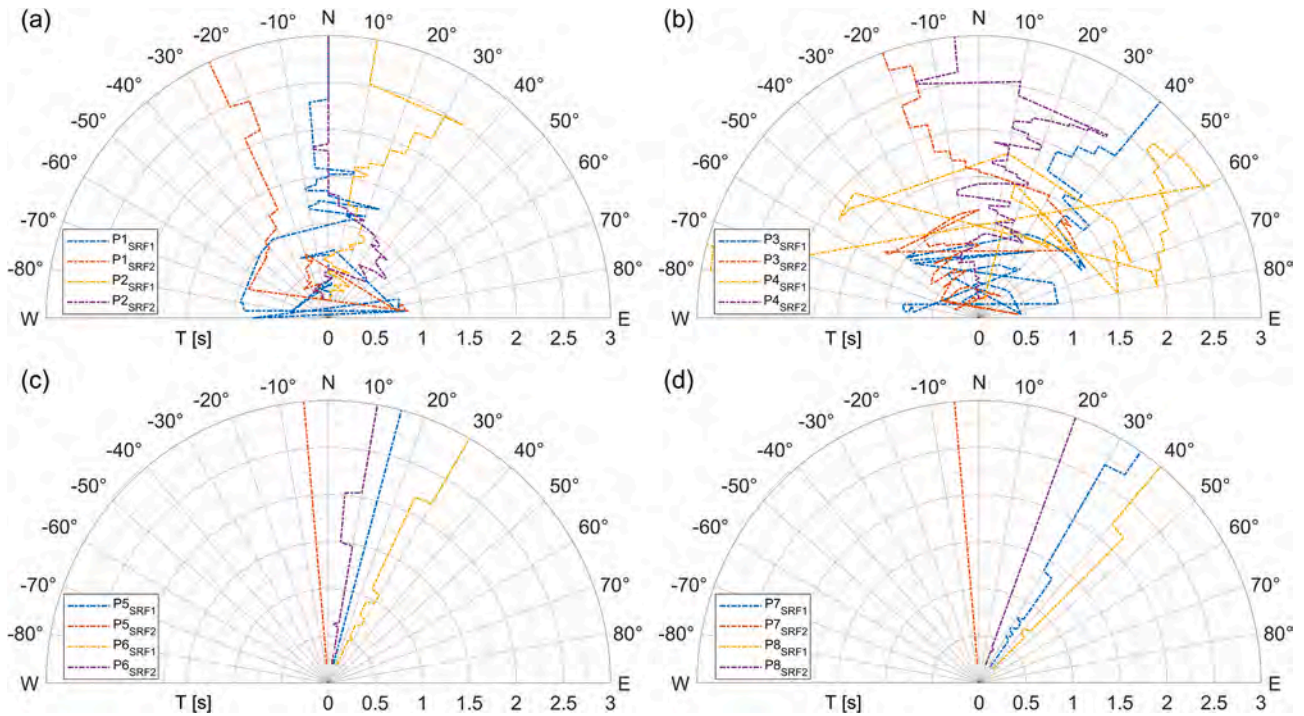 (a)
N
-10°
10°
-20°
20°
-30°
30°
-40°
40°
-50°
50°
-60°
60°
-70°
70°
-80°
80°
W
E
P1SRF1
P1SRF2
P2SRF1
P2SRF2
T [s]
0 0.5 1 1.5 2 2.5 3
(b)
N
-10°
10°
-20°
20°
-30°
30°
-40°
40°
-50°
50°
-60°
60°
-70°
70°
-80°
80°
W
E
P3SRF1
P3SRF2
P4SRF1
P4SRF2
T [s]
0 0.5 1 1.5 2 2.5 3
(c)
N
-10°
10°
-20°
20°
-30°
30°
-40°
40°
-50°
50°
-60°
60°
-70°
70°
-80°
80°
W
E
P5SRF1
P5SRF2
P6SRF1
P6SRF2
T [s]
0 0.5 1 1.5 2 2.5 3
(d)
N
-10°
10°
-20°
20°
-30°
30°
-40°
40°
-50°
50°
-60°
60°
-70°
70°
-80°
80°
W
E
P7SRF1
P7SRF2
P8SRF1
P8SRF2
T [s]
0 0.5 1 1.5 2 2.5 3